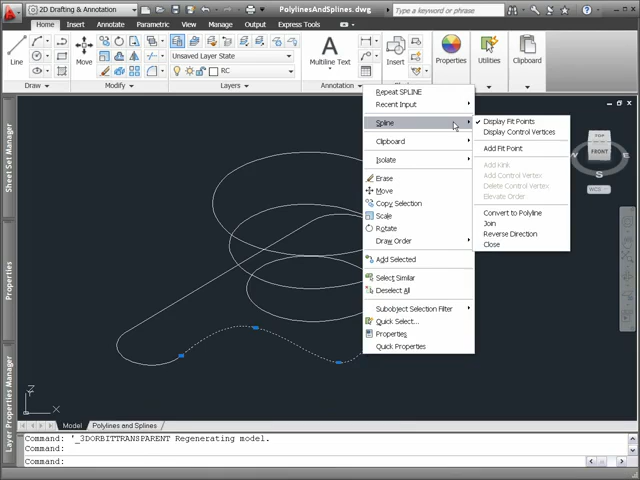 2D Drafting & Annotation
PolylinesAndSplines.dwg
Type a keyword or phrase
Home
Insert
Annotate
Parametric
View
Manage
Output
Express Tools
Line
Move
Unsaved Layer State
RC
Multiline Text
Insert
Properties
Utilities
Clipboard
Draw
Modify
Layers
Annotation
Repeat SPLINE
Recent Input
Spline
Clipboard
Isolate
Erase
Move
Copy Selection
Scale
Rotate
Draw Order
Add Selected
Select Similar
Deselect All
Subobject Selection Filter
Quick Select...
Properties
Quick Properties
Display Fit Points
Display Control Vertices
Add Fit Point
Add Kink
Add Control Vertex
Delete Control Vertex
Elevate Order
Convert to Polyline
Join
Reverse Direction
Close
TOP
FRONT
S
WCS
Sheet Set Manager
Properties
Layer Properties Manager
Z
X
Model
Polylines and Splines
Command: '_3DORBITTRANSPARENT Regenerating model.
Command:
Command: